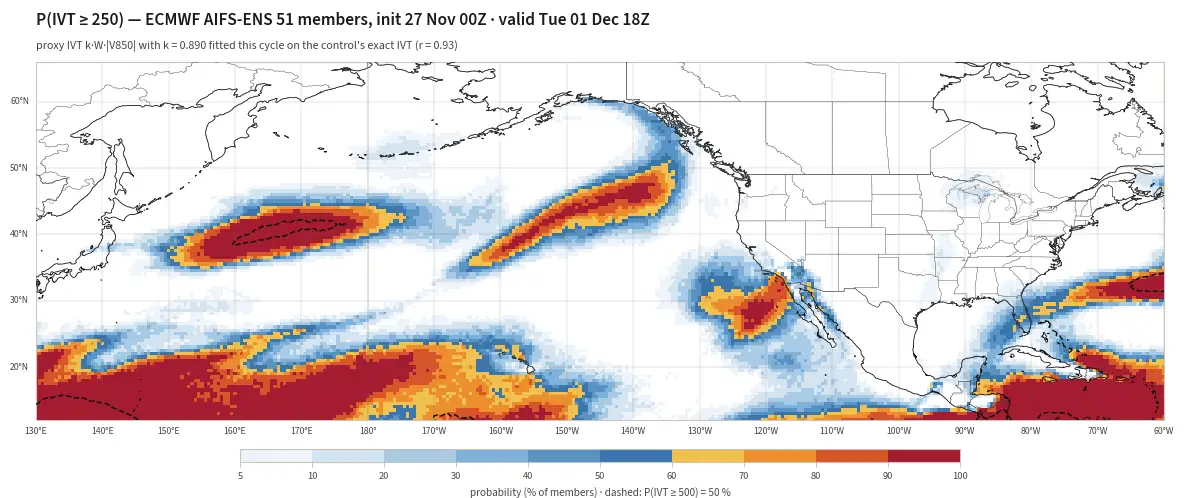 P(IVT ≥ 250) — ECMWF AIFS-ENS 51 members, init 27 Nov 00Z · valid Tue 01 Dec 18Z
proxy IVT k·W·|V850| with k = 0.890 fitted this cycle on the control's exact IVT (r = 0.93)
60°N
50°N
40°N
30°N
20°N
130°E 140°E 150°E 160°E 170°E 180° 170°W 160°W 150°W 140°W 130°W 120°W 110°W 100°W 90°W 80°W 70°W 60°W
5 10 20 30 40 50 60 70 80 90 100
probability (% of members) · dashed: P(IVT ≥ 500) = 50 %